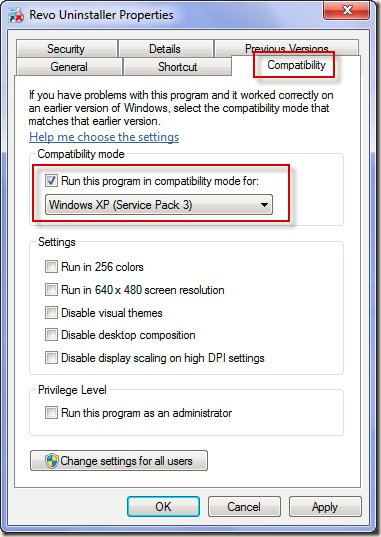 Revo Uninstaller Properties
Security
Details
Previous Versions
General
Shortcut
Compatibility
If you have problems with this program and it worked correctly on
an earlier version of Windows, select the compatibility mode that
matches that earlier version.
Help me choose the settings
Compatibility mode
Run this program in compatibility mode for:
Windows XP (Service Pack 3)
Settings
Run in 256 colors
Run in 640 x 480 screen resolution
Disable visual themes
Disable desktop composition
Disable display scaling on high DPI settings
Privilege Level
Run this program as an administrator
Change settings for all users
OK
Cancel
Apply